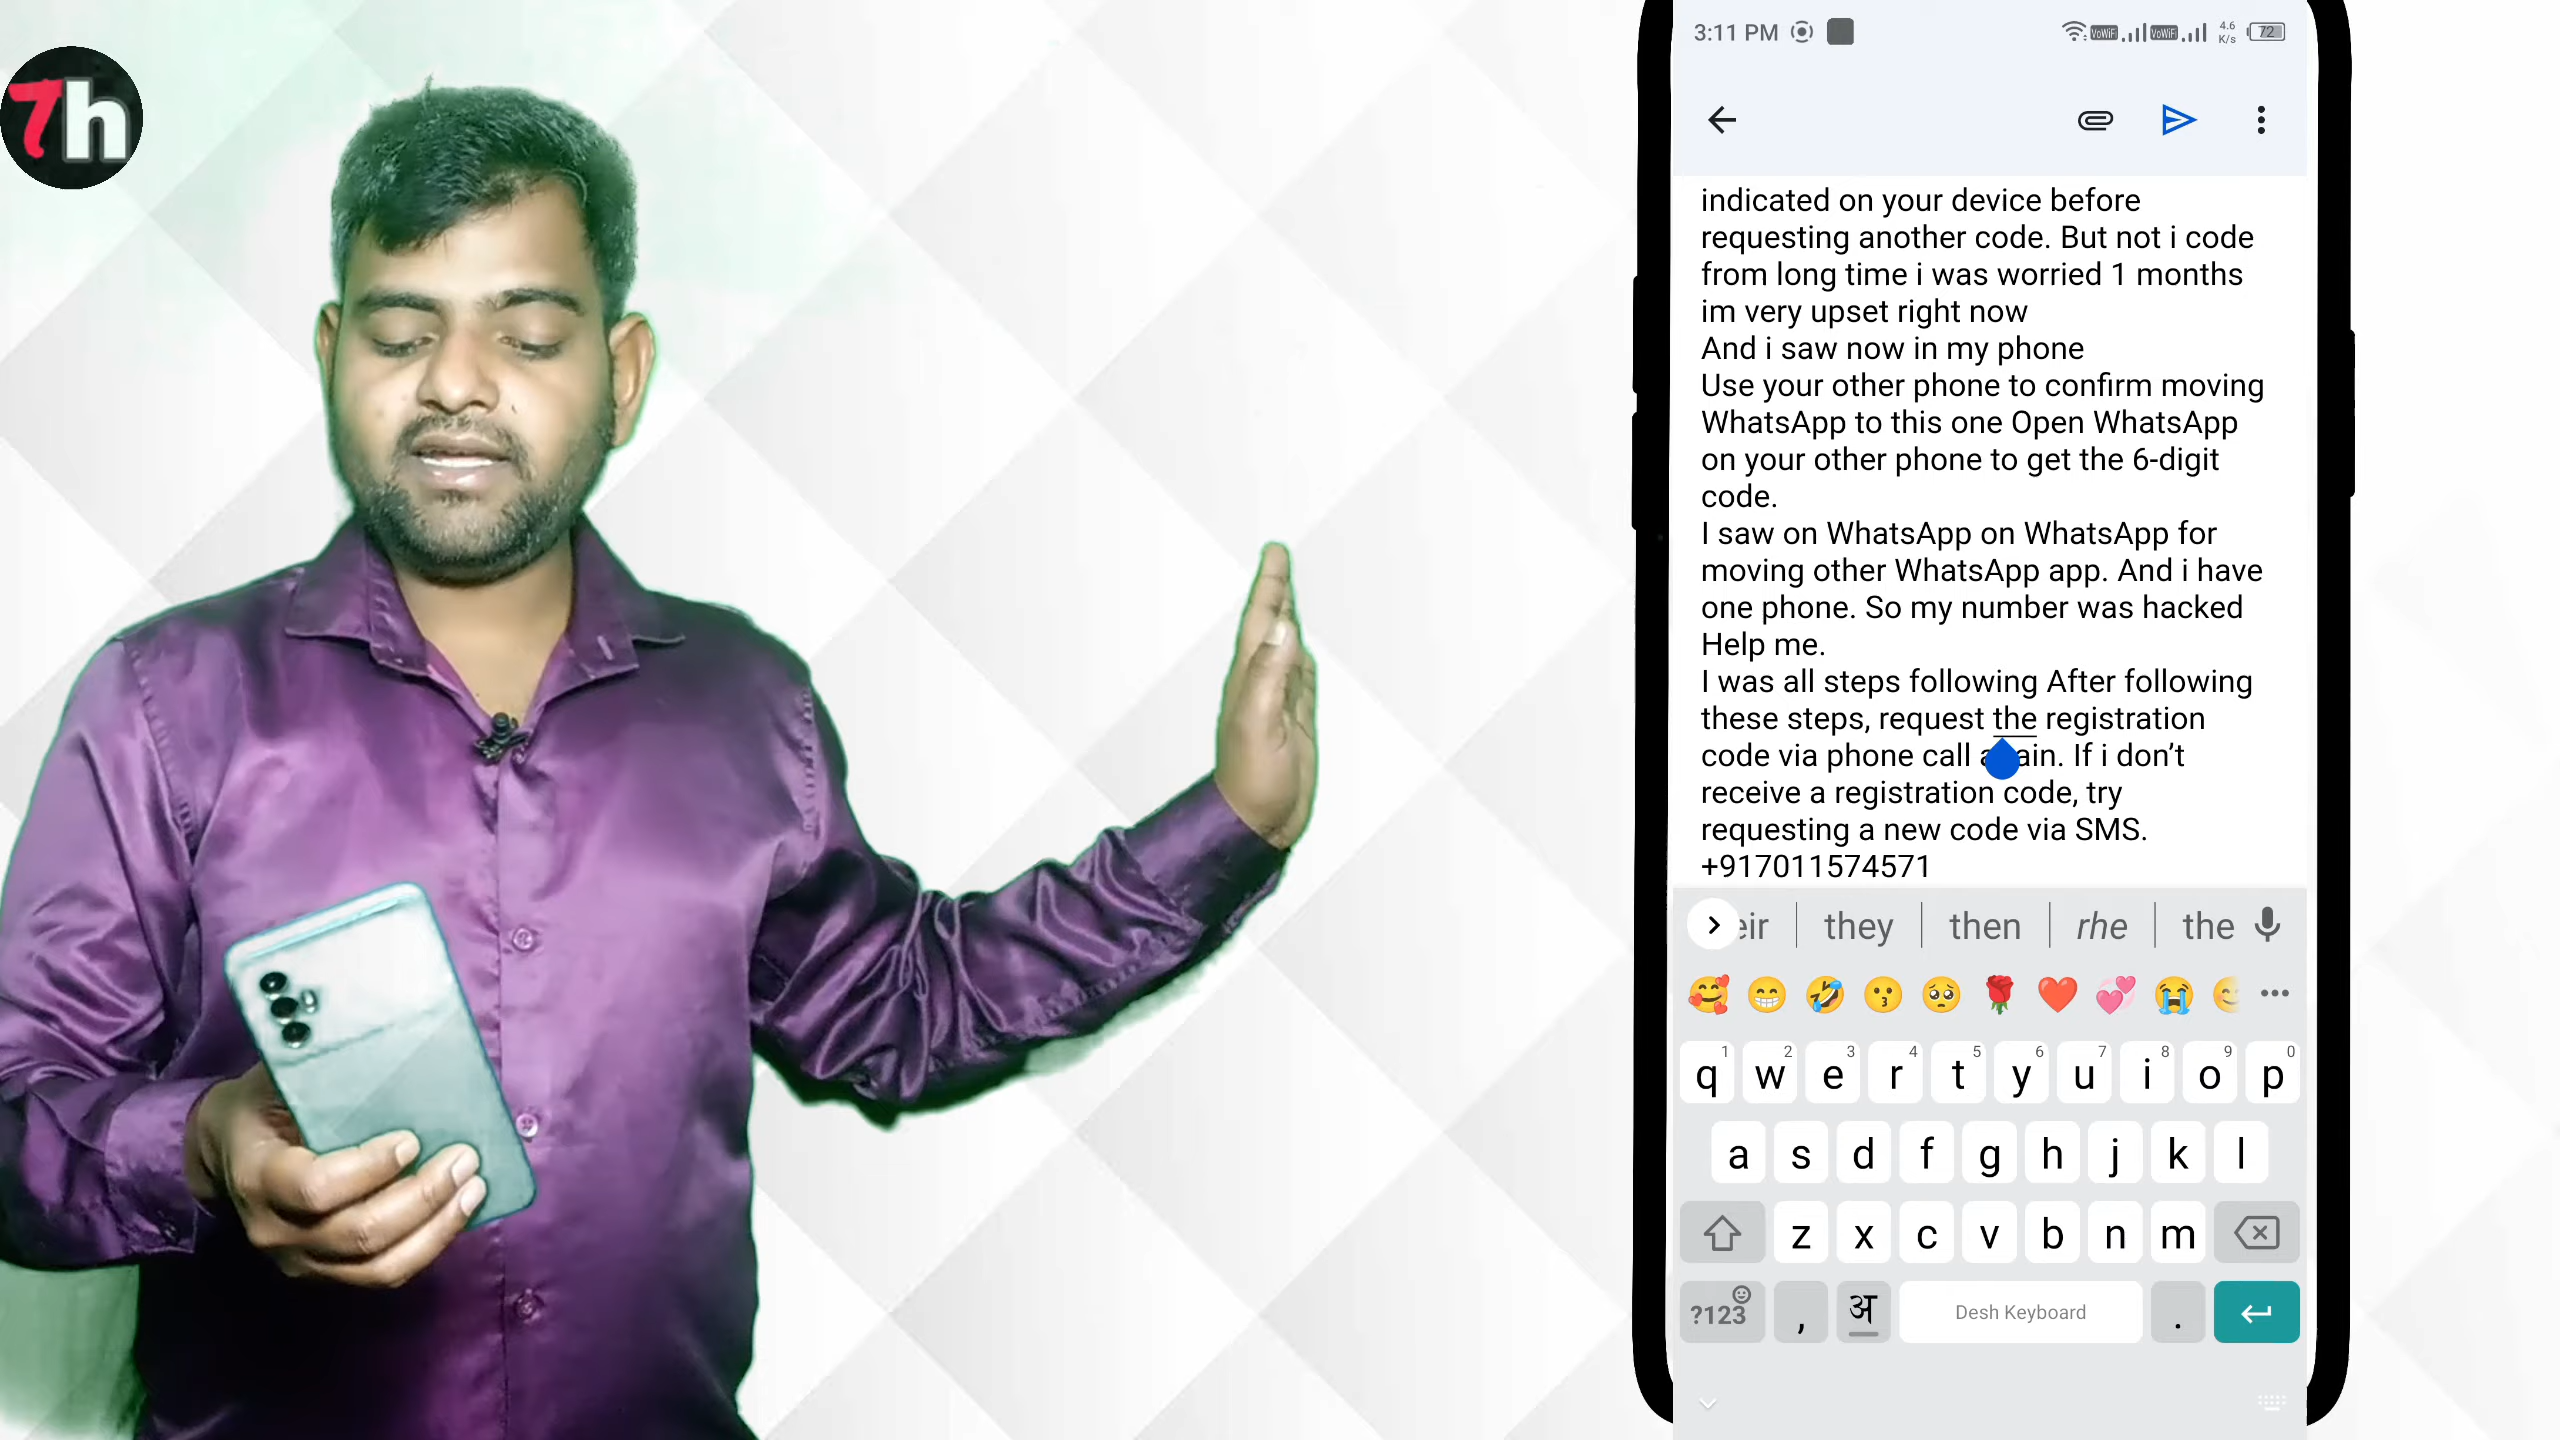 7h
3:11 PM
VoWiFi VoWiFi 4.6 K/s 72
indicated on your device before
requesting another code. But not i code
from long time i was worried 1 months
im very upset right now
And i saw now in my phone
Use your other phone to confirm moving
WhatsApp to this one Open WhatsApp
on your other phone to get the 6-digit
code.
I saw on WhatsApp on WhatsApp for
moving other WhatsApp app. And i have
one phone. So my number was hacked
Help me.
I was all steps following After following
these steps, request the registration
code via phone call again. If i don’t
receive a registration code, try
requesting a new code via SMS.
+917011574571
eir they then rhe the
1 2 3 4 5 6 7 8 9 0
q w e r t y u i o p
a s d f g h j k l
z x c v b n m
?123 , अ Desh Keyboard .